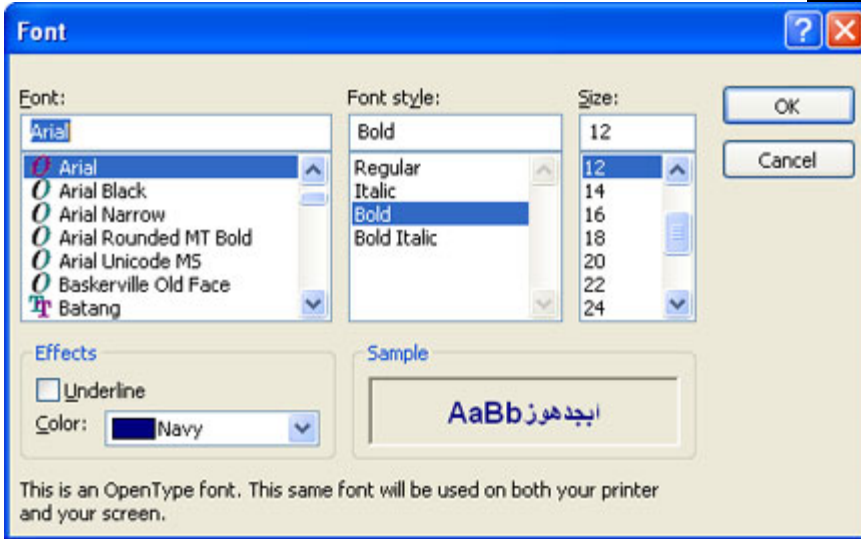 Font
Font:
Arial
Arial
Arial Black
Arial Narrow
Arial Rounded MT Bold
Arial Unicode MS
Baskerville Old Face
Batang
Font style:
Bold
Regular
Italic
Bold
Bold Italic
Size:
12
12
14
16
18
20
22
24
OK
Cancel
Effects
Underline
Color:
Navy
Sample
AaBbابجدهوز
This is an OpenType font. This same font will be used on both your printer
and your screen.